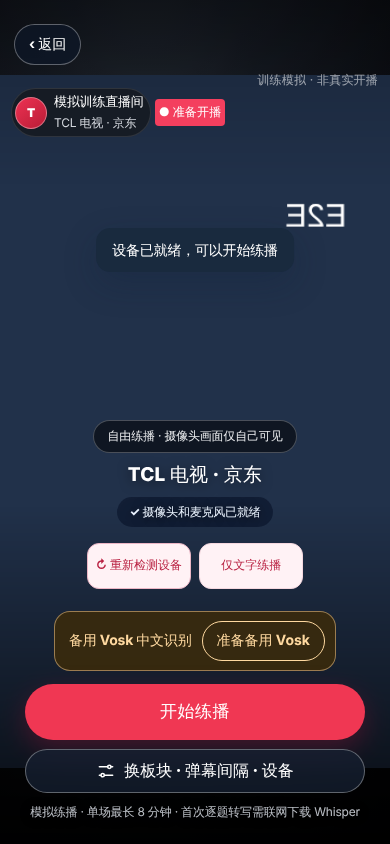 ‹ 返回
训练模拟 · 非真实开播
T
模拟训练直播间
TCL 电视 · 京东
准备开播
E2E
设备已就绪，可以开始练播
自由练播 · 摄像头画面仅自己可见
TCL 电视 · 京东
✓ 摄像头和麦克风已就绪
↻ 重新检测设备
仅文字练播
备用 Vosk 中文识别
准备备用 Vosk
开始练播
换板块 · 弹幕间隔 · 设备
模拟练播 · 单场最长 8 分钟 · 首次逐题转写需联网下载 Whisper